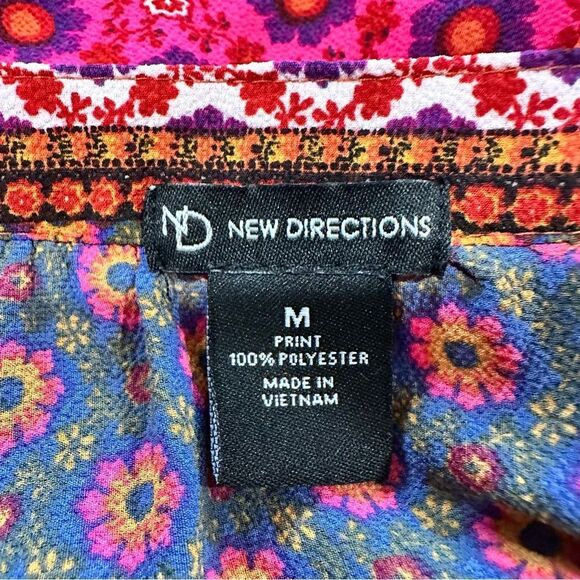 ND NEW DIRECTIONS
M
PRINT
100% POLYESTER
MADE IN
VIETNAM